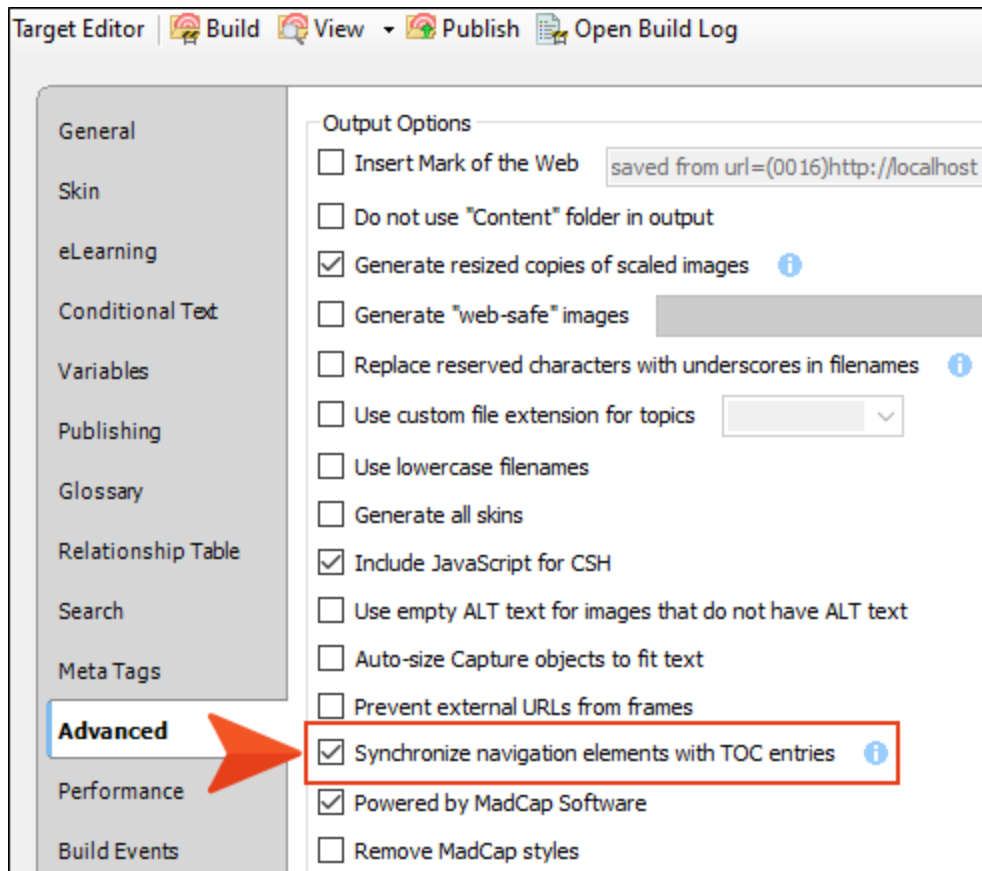 Target Editor Build View Publish Open Build Log
General
Skin
eLearning
Conditional Text
Variables
Publishing
Glossary
Relationship Table
Search
Meta Tags
Advanced
Performance
Build Events
Output Options
Insert Mark of the Web saved from url=(0016)http://localhost
Do not use "Content" folder in output
Generate resized copies of scaled images
Generate "web-safe" images
Replace reserved characters with underscores in filenames
Use custom file extension for topics
Use lowercase filenames
Generate all skins
Include JavaScript for CSH
Use empty ALT text for images that do not have ALT text
Auto-size Capture objects to fit text
Prevent external URLs from frames
Synchronize navigation elements with TOC entries
Powered by MadCap Software
Remove MadCap styles